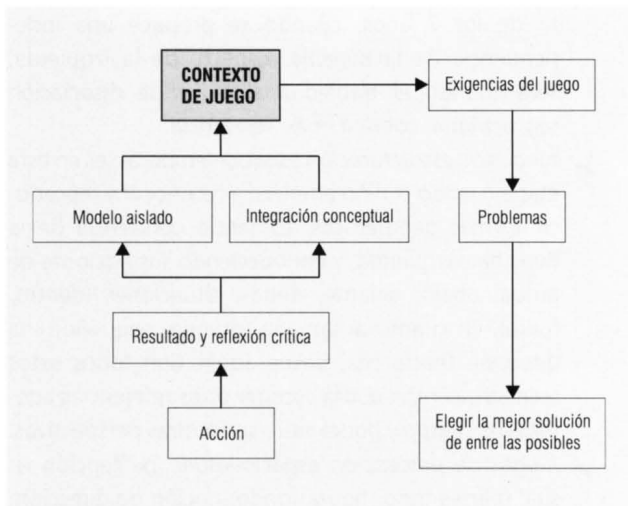 CONTEXTO
DE JUEGO
Exigencias del juego
Modelo aislado
Integración conceptual
Problemas
Resultado y reflexión crítica
Acción
Elegir la mejor solución
de entre las posibles